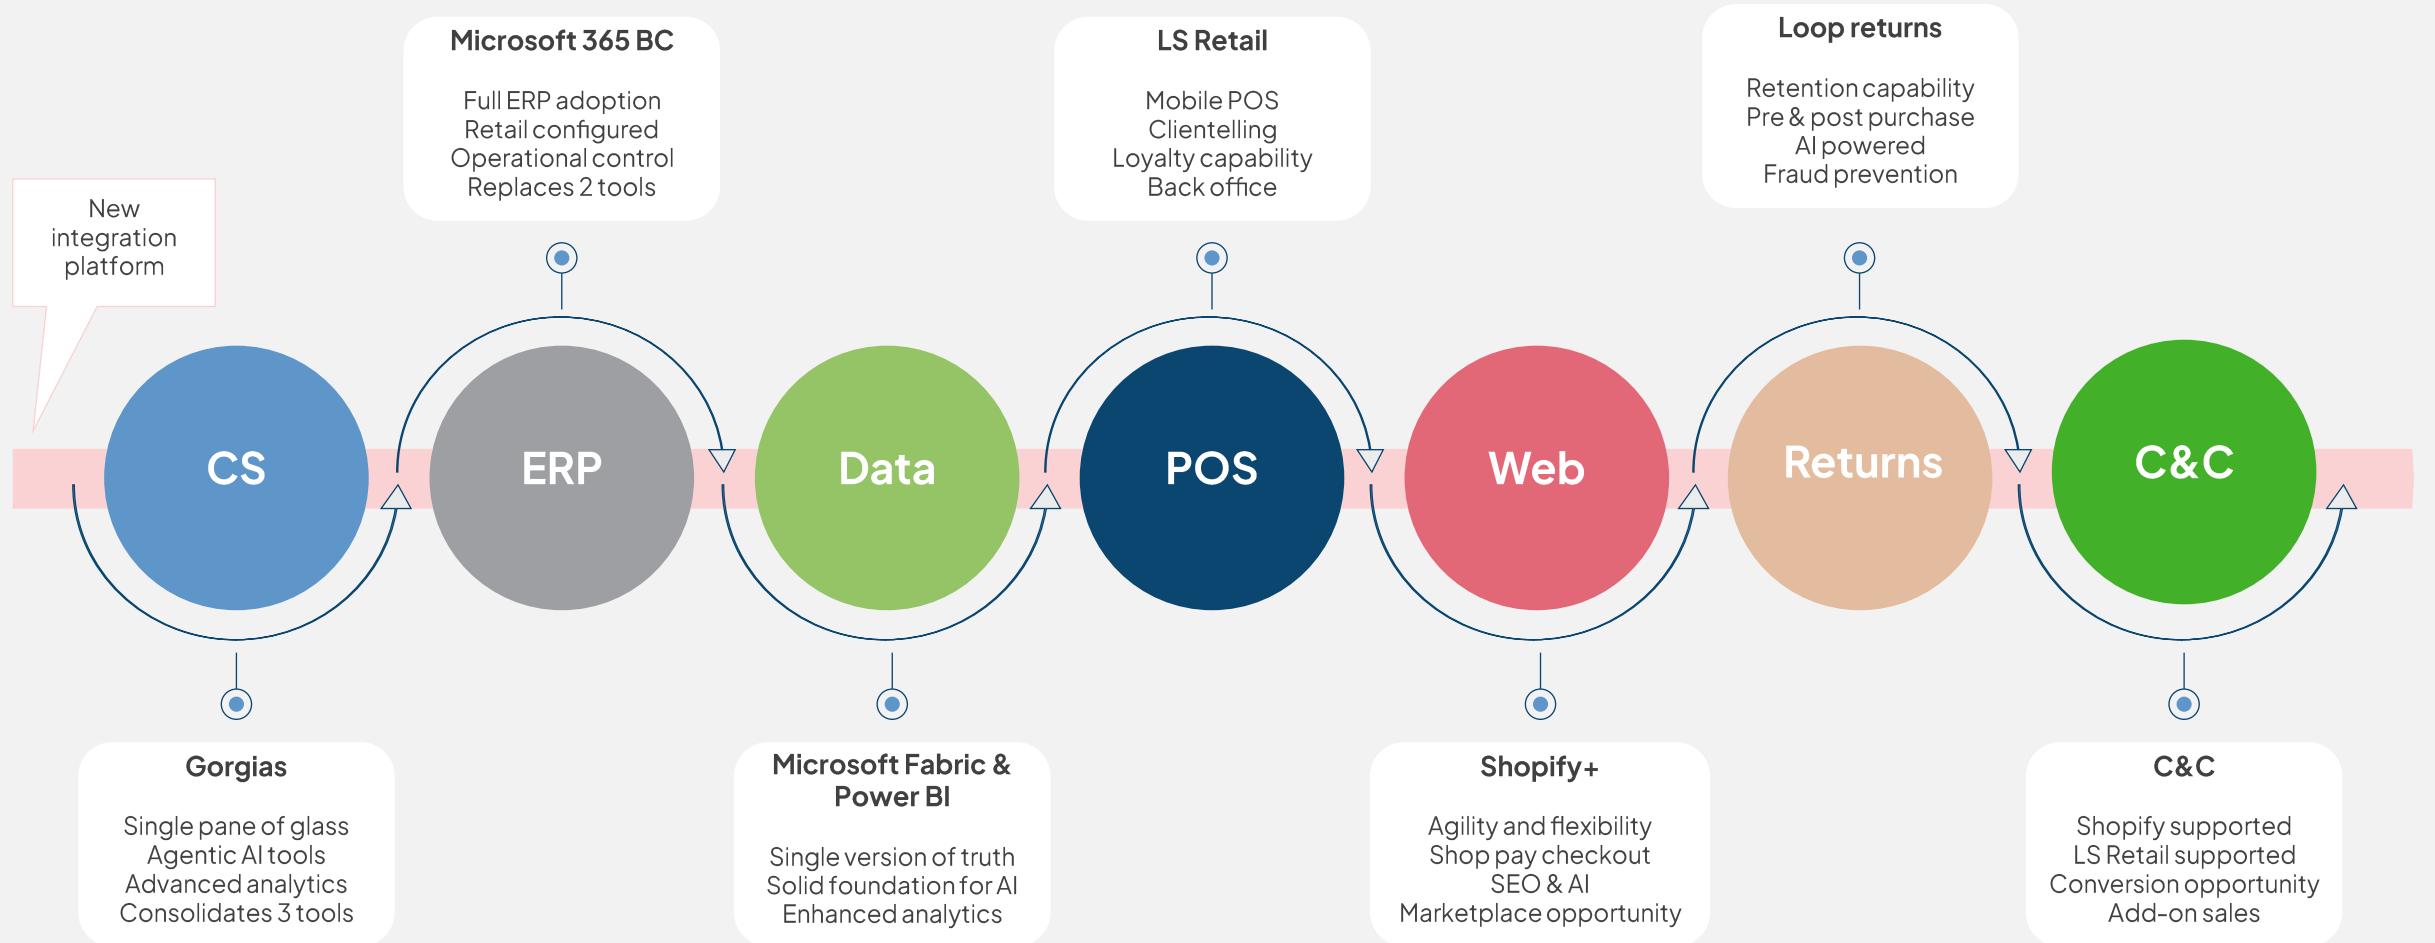 New
integration
platform
CS
Gorgias
Single pane of glass
Agentic AI tools
Advanced analytics
Consolidates 3 tools
Microsoft 365 BC
Full ERP adoption
Retail configured
Operational control
Replaces 2 tools
ERP
Data
Microsoft Fabric &
Power BI
Single version of truth
Solid foundation for AI
Enhanced analytics
LS Retail
Mobile POS
Clientelling
Loyalty capability
Back office
POS
Web
Shopify+
Agility and flexibility
Shop pay checkout
SEO & AI
Marketplace opportunity
Loop returns
Retention capability
Pre & post purchase
AI powered
Fraud prevention
Returns
C&C
C&C
Shopify supported
LS Retail supported
Conversion opportunity
Add-on sales